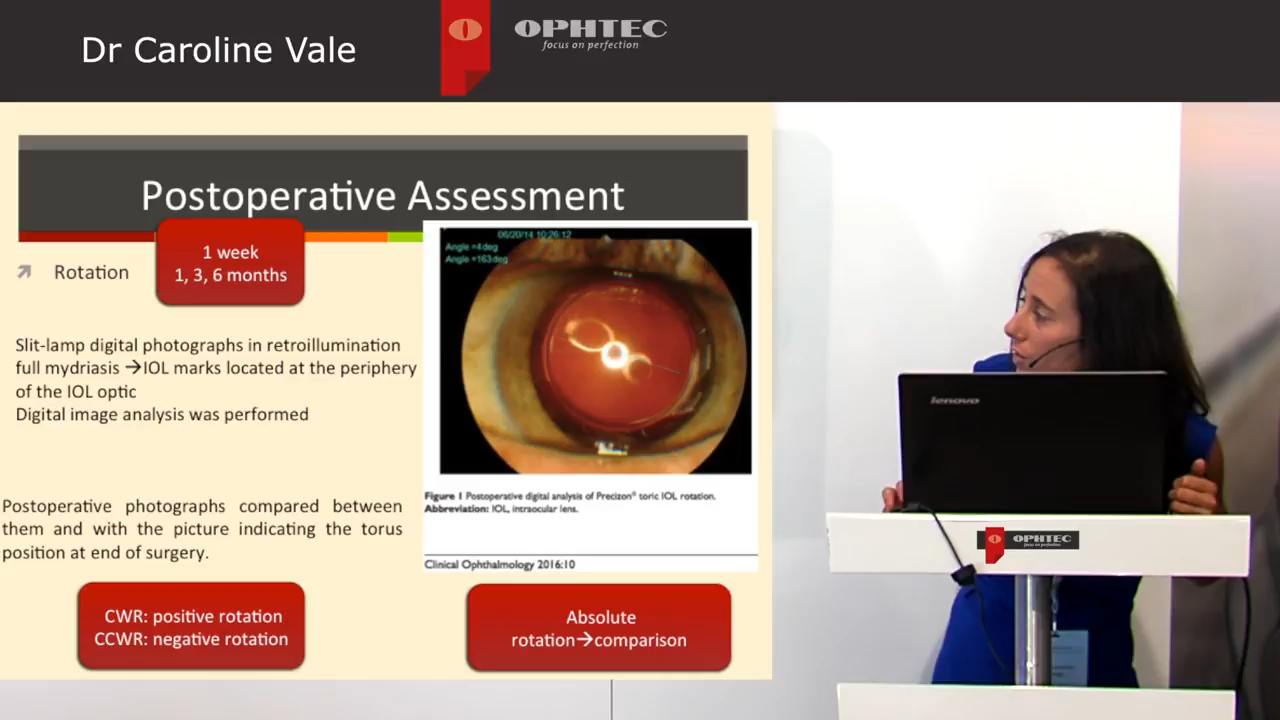 Dr Caroline Vale
OPHTEC
focus on perfection
Postoperative Assessment
1 week
1, 3, 6 months
Rotation
06/20/14 10:26:12
Angle =4deg
Angle =163deg
Slit-lamp digital photographs in retroillumination
full mydriasis →IOL marks located at the periphery
of the IOL optic
Digital image analysis was performed
Figure 1 Postoperative digital analysis of Precizon® toric IOL rotation.
Abbreviation: IOL, intraocular lens.
Postoperative photographs compared between
them and with the picture indicating the torus
position at end of surgery.
Clinical Ophthalmology 2016:10
CWR: positive rotation
CCWR: negative rotation
Absolute
rotation→comparison
lenovo
OPHTEC
focus on perfection